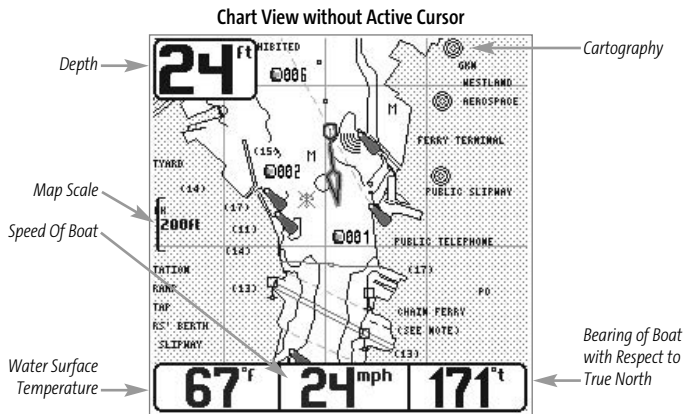 Chart View without Active Cursor
Depth
24 ft
HIBITED
006
Cartography
GKN
WESTLAND
AEROSPACE
M
FERRY TERMINAL
(15)
M
TYARD
002
(14)
PUBLIC SLIPWAY
Map Scale
(17)
200ft
Speed Of Boat
(11)
001
PUBLIC TELEPHONE
(14)
TATION
(17)
(13)
PO
TAP
CHAIN FERRY
RS' BERTH
(SEE NOTE)
SLIPWAY
(13)
Water Surface
Temperature
67°f
24mph
171°t
Bearing of Boat
with Respect to
True North